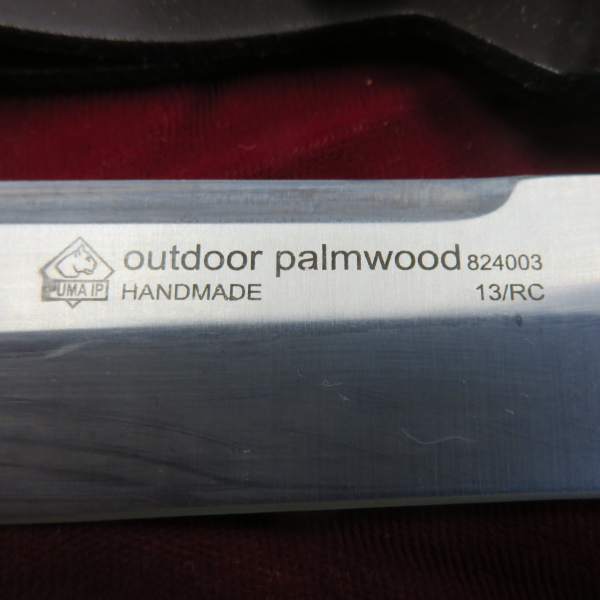 outdoor palmwood 824003
PUMA IP HANDMADE 13/RC